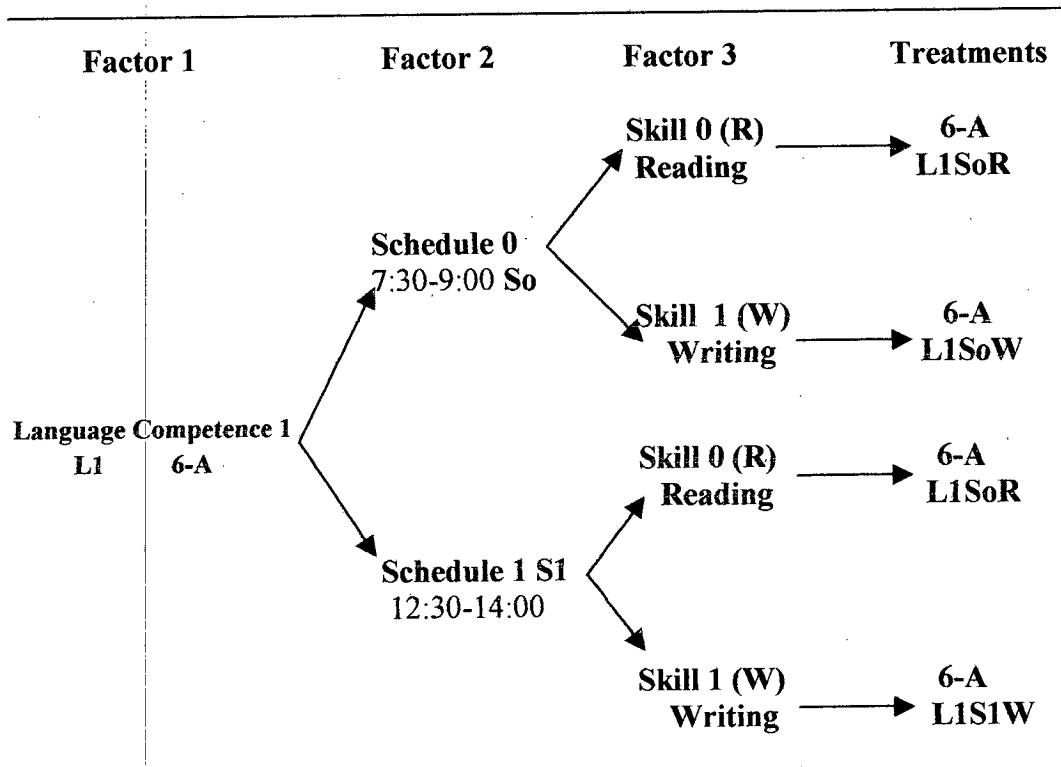 Factor 1 Factor 2 Factor 3 Treatments
Skill 0 (R) 6-A
Reading L1SoR
Schedule 0
7:30-9:00 So
Skill 1 (W) 6-A
Writing L1SoW
Language Competence 1
L1 6-A
Skill 0 (R) 6-A
Reading L1SoR
Schedule 1 S1
12:30-14:00
Skill 1 (W) 6-A
Writing L1S1W